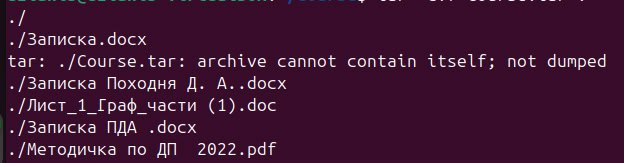 ./
./Записка.docx
tar: ./Course.tar: archive cannot contain itself; not dumped
./Записка Походня Д. А..docx
./Лист_1_Граф_части (1).doc
./Записка ПДА .docx
./Методичка по ДП  2022.pdf